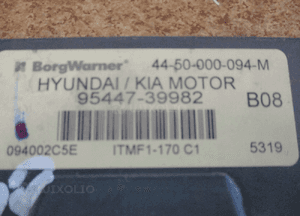 BorgWarner 44-50-000-094-M
HYUNDAI / KIA MOTOR
95447-39982 B08
094002C5E ITMF1-170 C1 5319